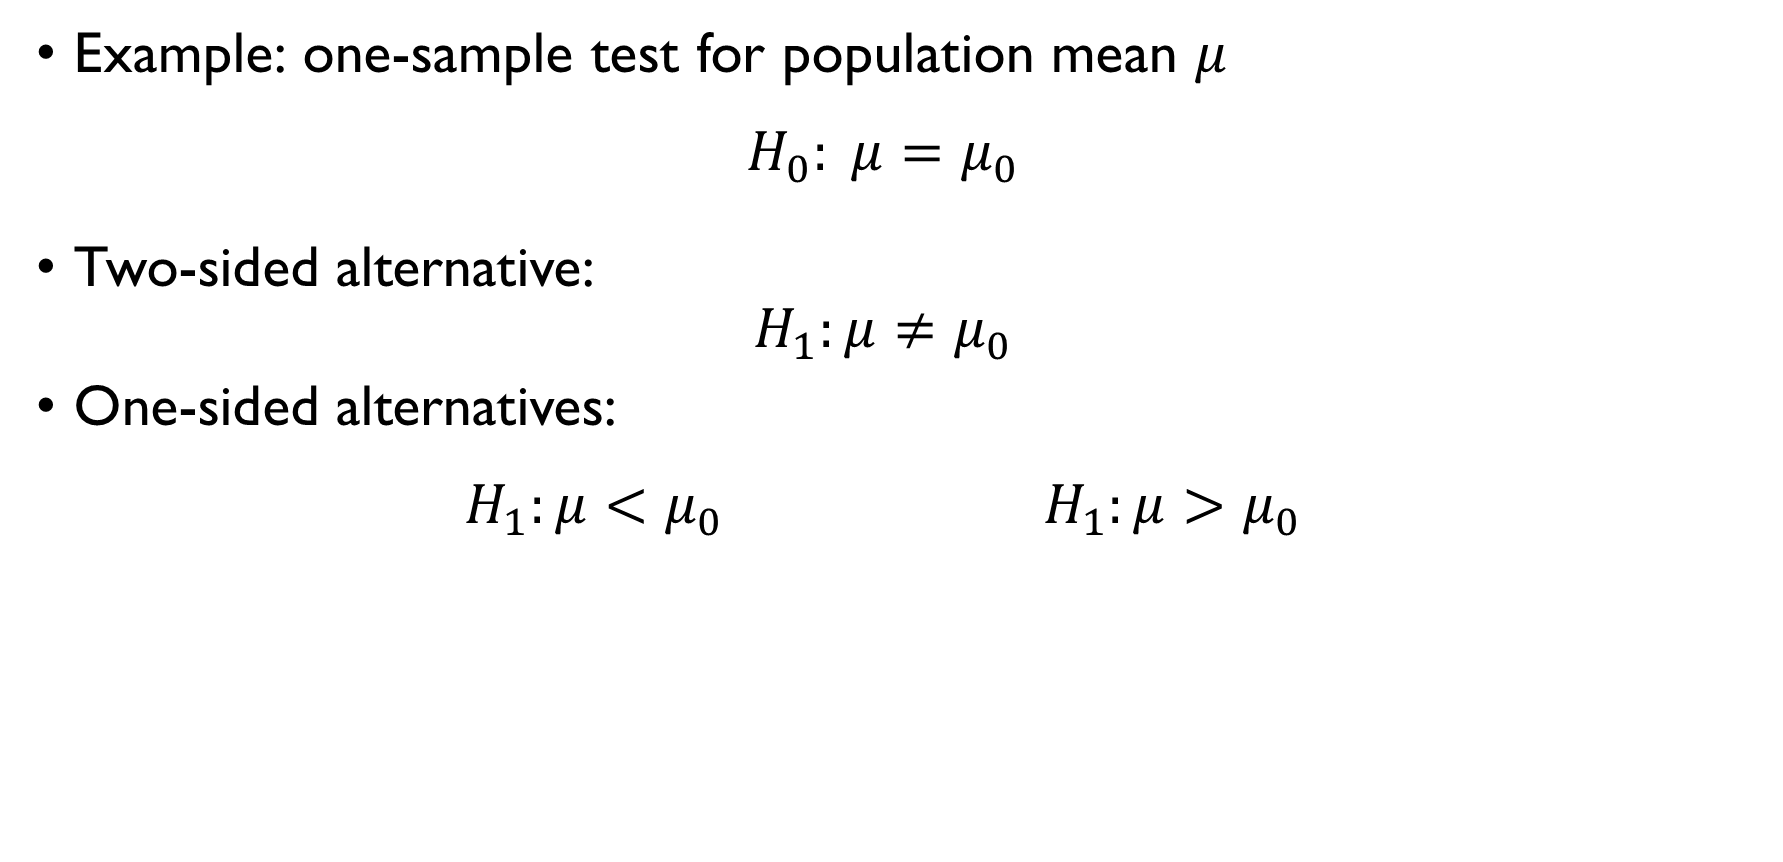 • Example: one-sample test for population mean μ
H₀: μ = μ₀
• Two-sided alternative:
H₁: μ ≠ μ₀
• One-sided alternatives:
H₁: μ < μ₀ H₁: μ > μ₀